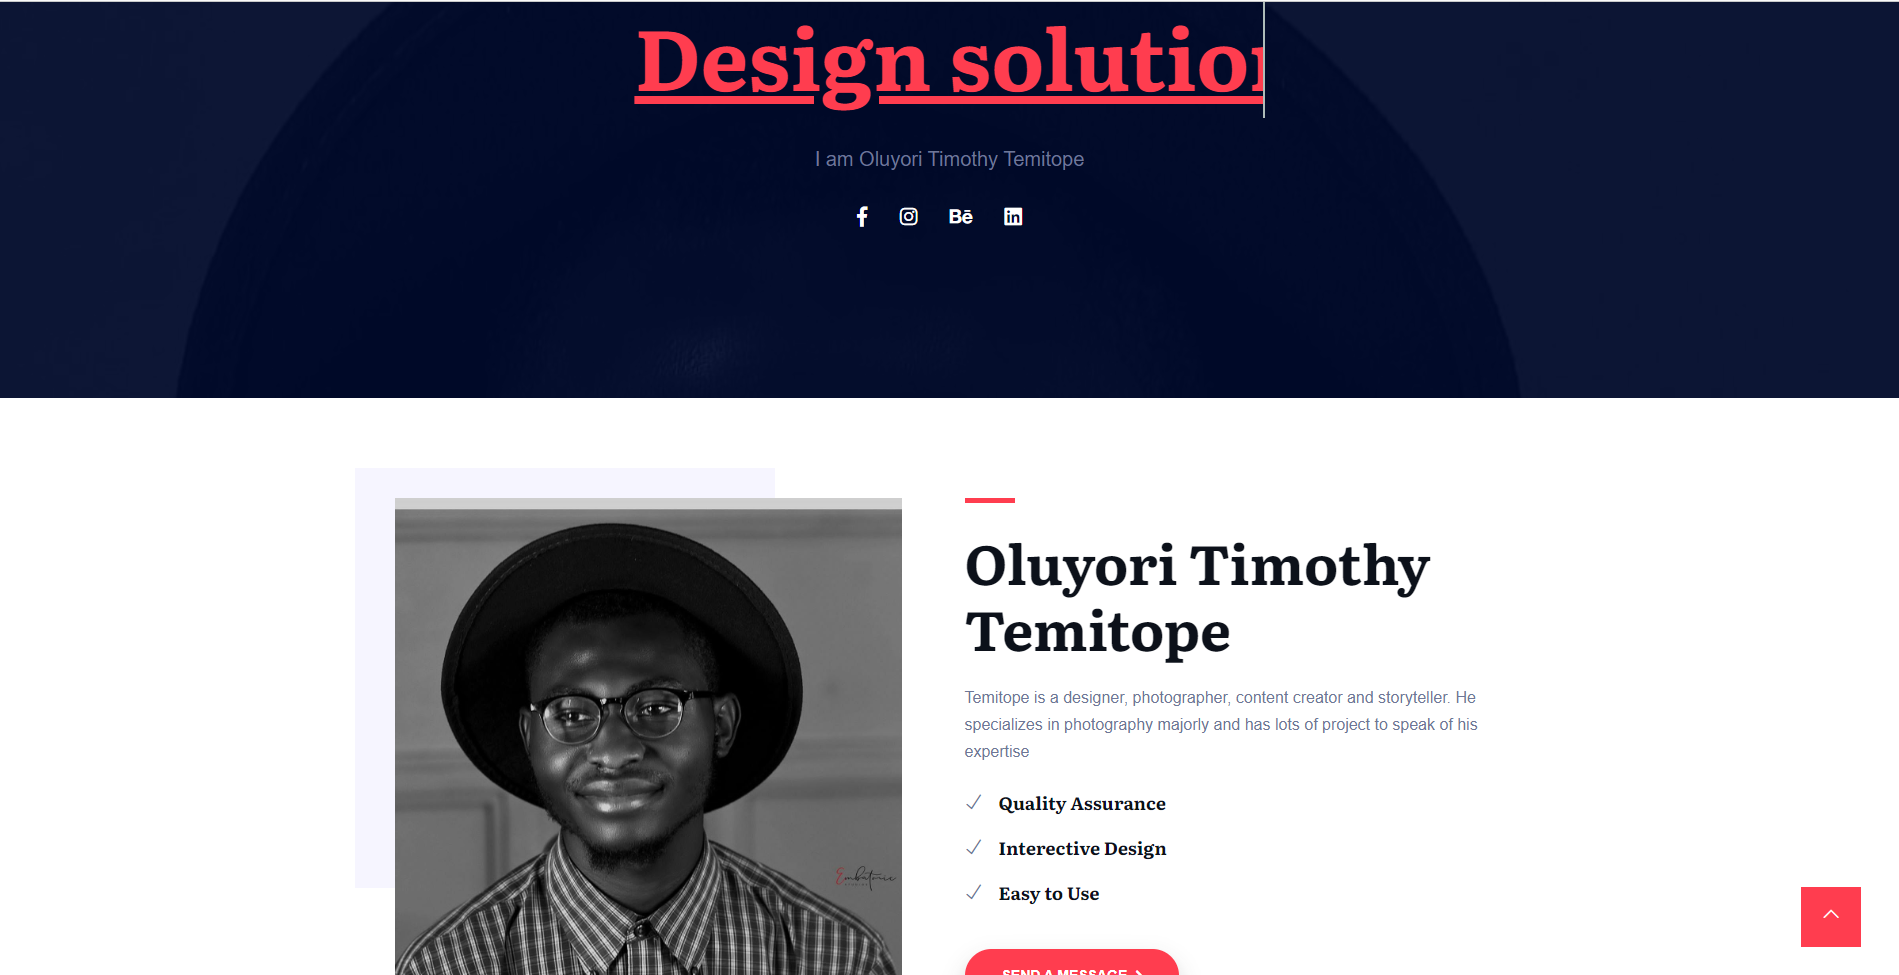 Design solution
I am Oluyori Timothy Temitope
Bē
in
Oluyori Timothy
Temitope
Temitope is a designer, photographer, content creator and storyteller. He
specializes in photography majorly and has lots of project to speak of his
expertise
Quality Assurance
Interective Design
Easy to Use
SEND A MESSAGE